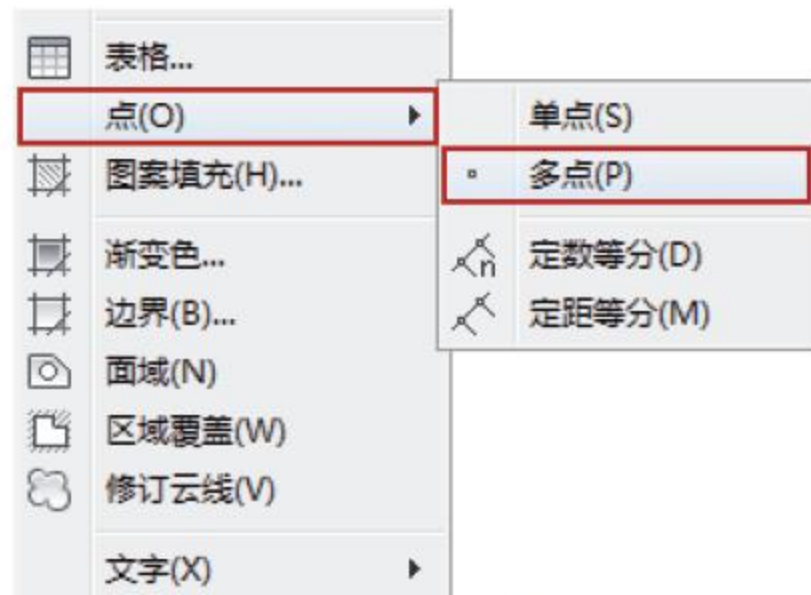 表格...
点(O)
单点(S)
多点(P)
图案填充(H)...
定数等分(D)
渐变色...
定距等分(M)
边界(B)...
面域(N)
区域覆盖(W)
修订云线(V)
文字(X)